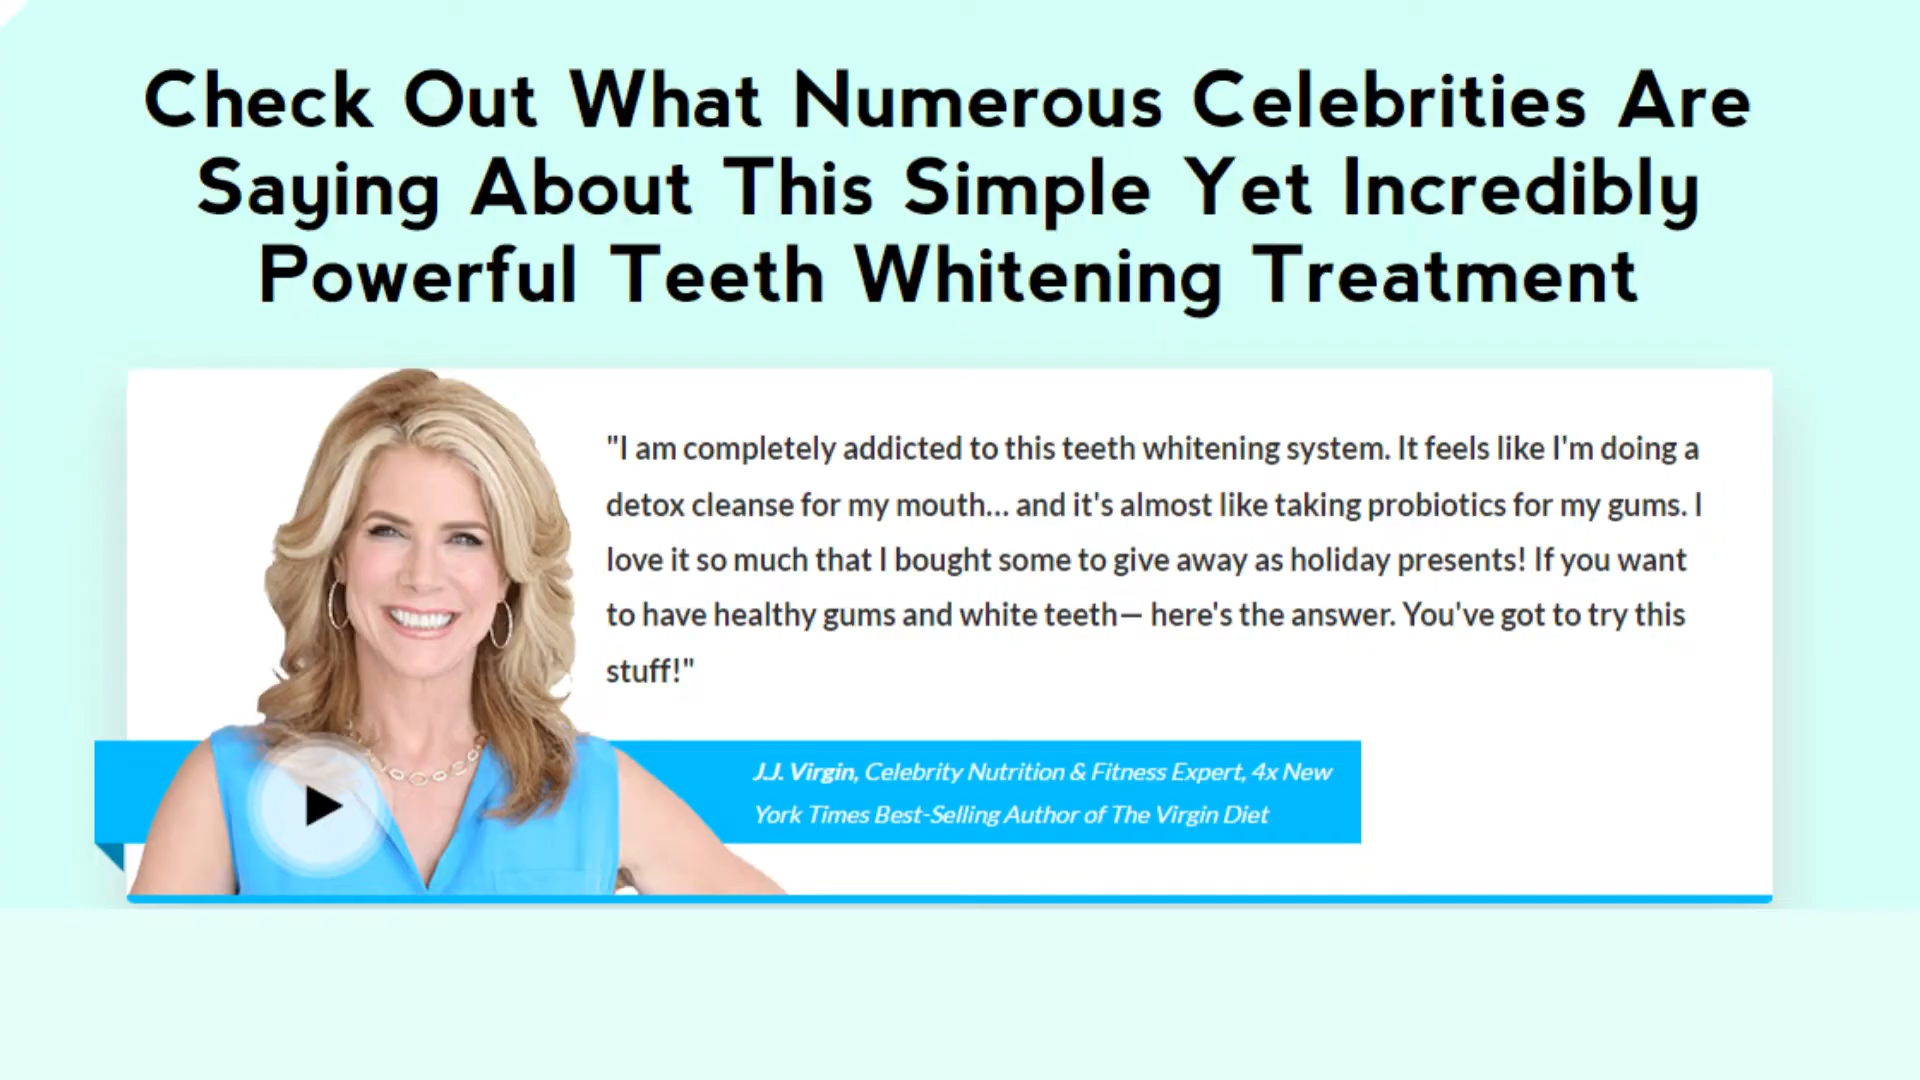 Check Out What Numerous Celebrities Are
Saying About This Simple Yet Incredibly
Powerful Teeth Whitening Treatment
"I am completely addicted to this teeth whitening system. It feels like I'm doing a
detox cleanse for my mouth... and it's almost like taking probiotics for my gums. I
love it so much that I bought some to give away as holiday presents! If you want
to have healthy gums and white teeth— here's the answer. You've got to try this
stuff!"
J.J. Virgin, Celebrity Nutrition & Fitness Expert, 4x New
York Times Best-Selling Author of The Virgin Diet